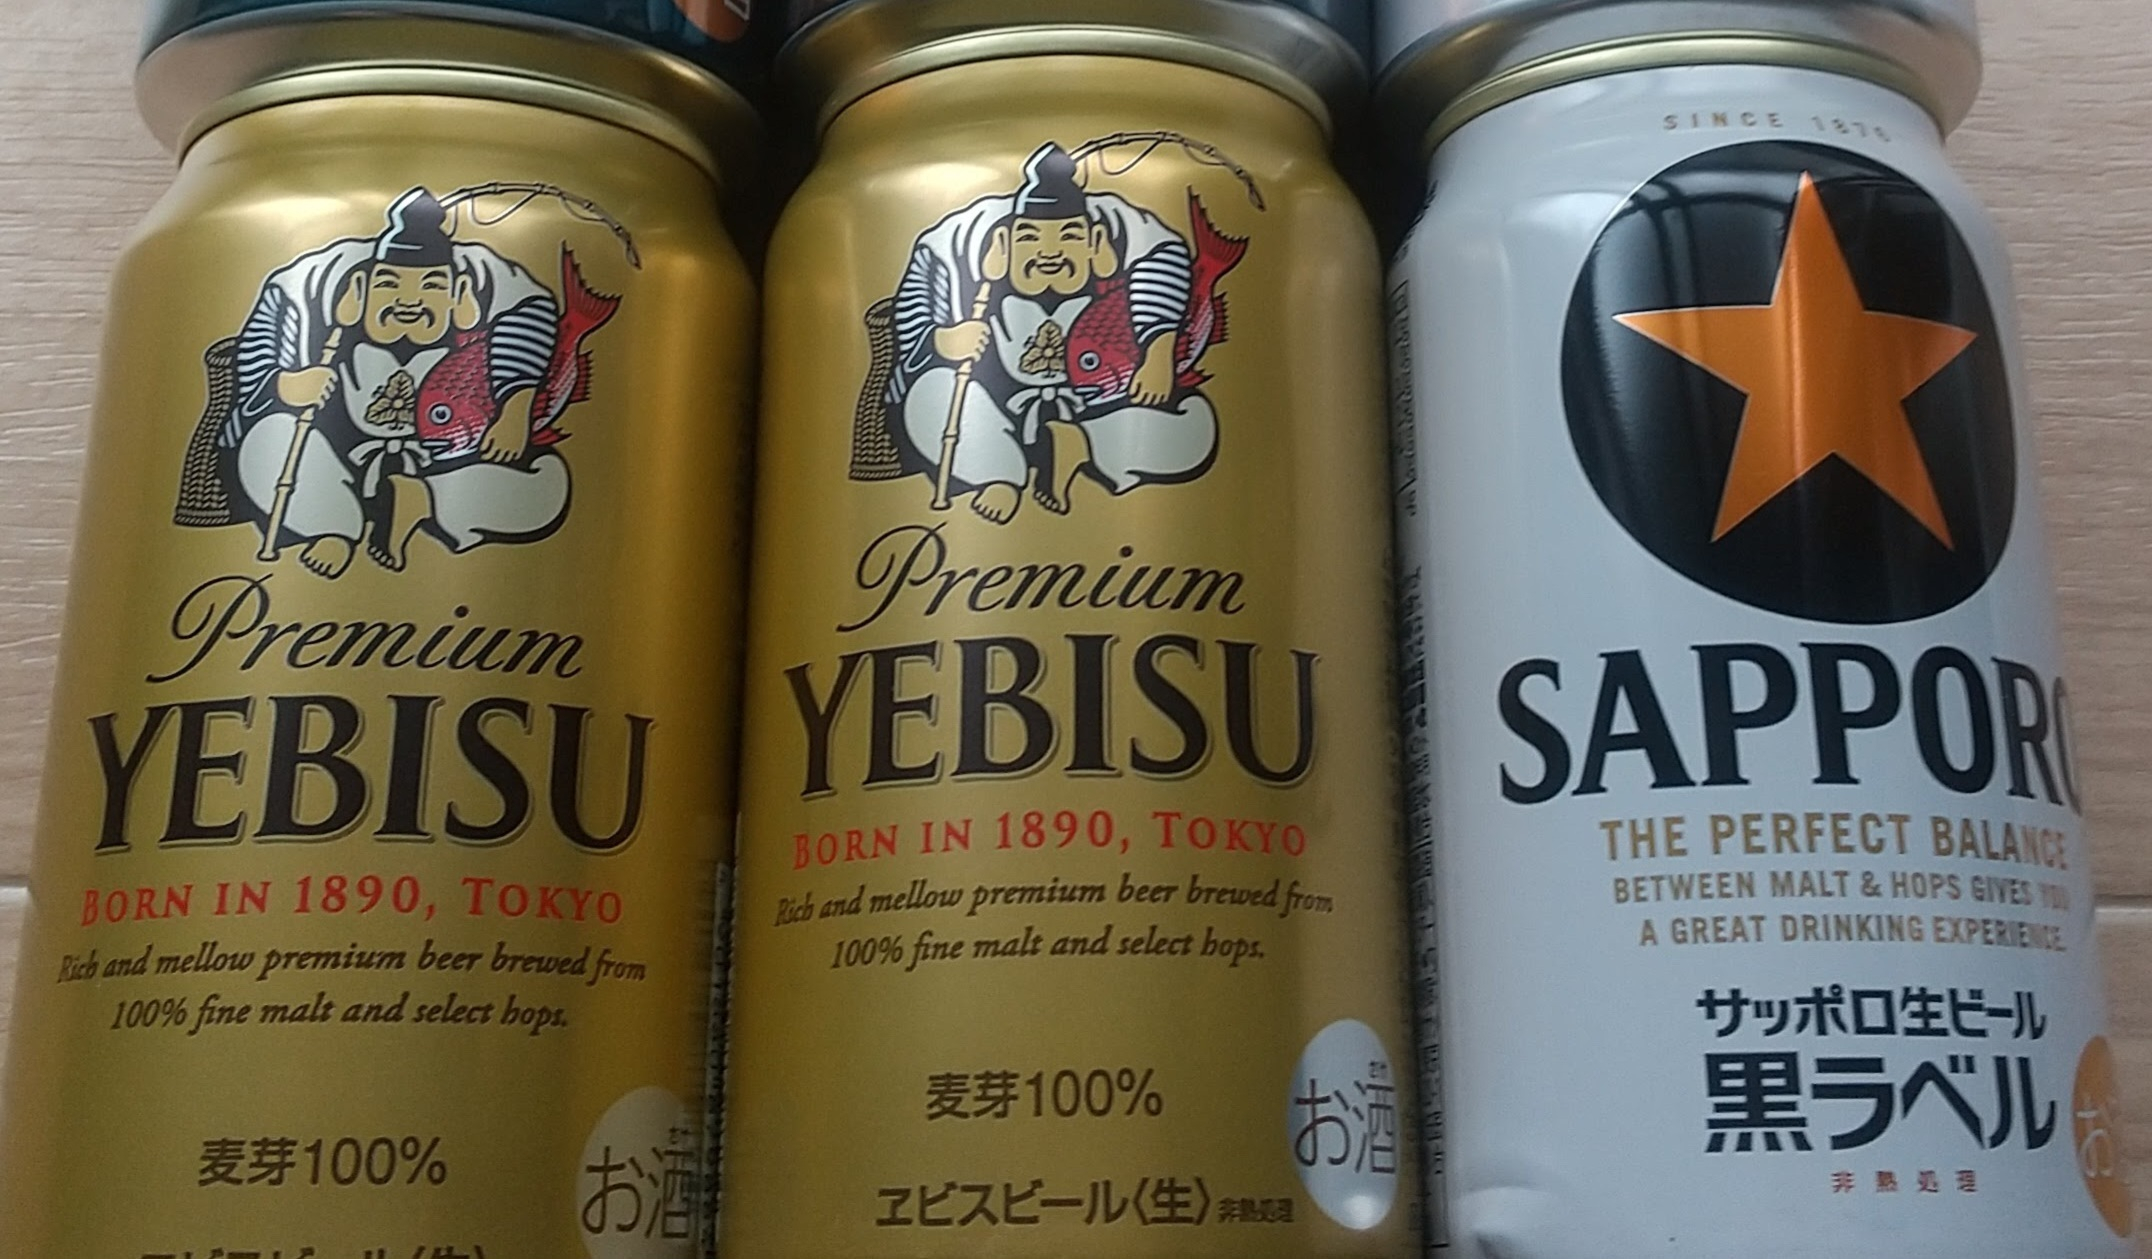 Premium
YEBISU
BORN IN 1890, TOKYO
Rich and mellow premium beer brewed from
100% fine malt and select hops.
麦芽100%
お酒
Premium
YEBISU
BORN IN 1890, TOKYO
Rich and mellow premium beer brewed from
100% fine malt and select hops.
麦芽100%
お酒
ヱビスビール〈生〉非熱処理
SINCE 1876
SAPPORO
THE PERFECT BALANCE
BETWEEN MALT & HOPS GIVES YOU
A GREAT DRINKING EXPERIENCE.
サッポロ生ビール
黒ラベル
非熱処理
お